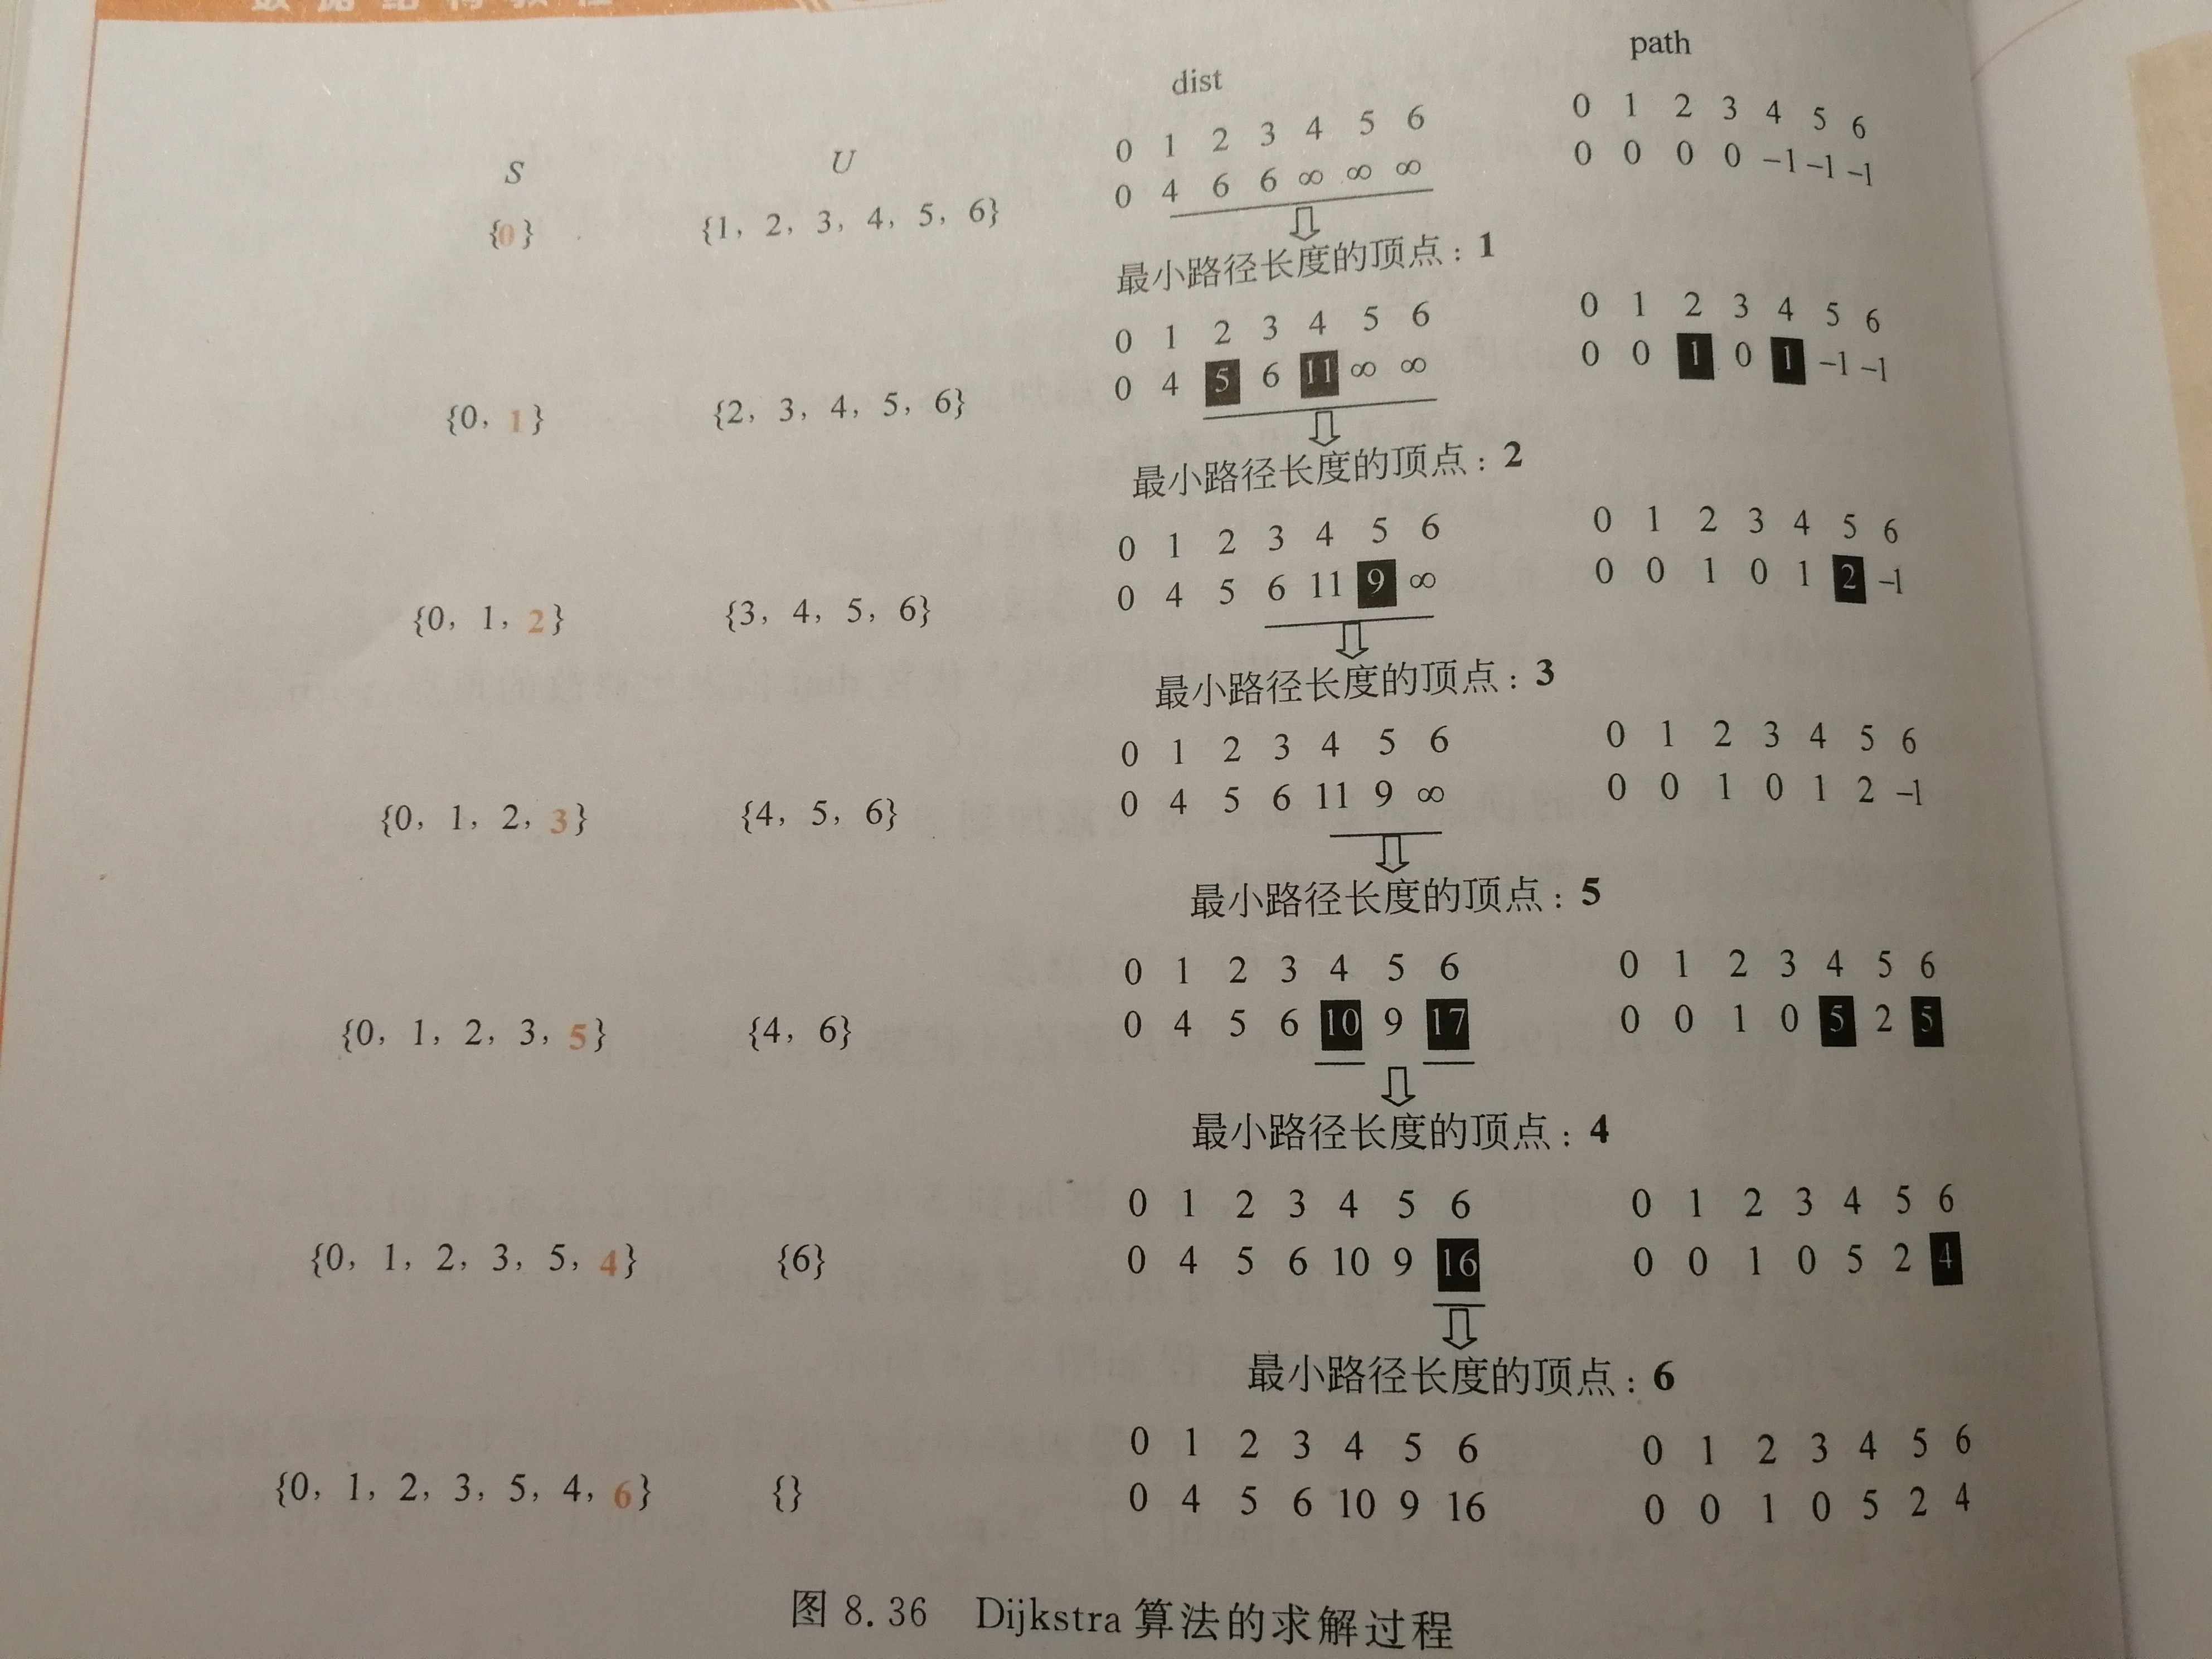 数据结构教程
path
dist
0 1 2 3 4 5 6
0 1 2 3 4 5 6
S
U
0 4 6 6 ∞ ∞ ∞
0 0 0 0 -1 -1 -1
{0}
{1, 2, 3, 4, 5, 6}
最小路径长度的顶点: 1
0 1 2 3 4 5 6
0 1 2 3 4 5 6
{0, 1}
{2, 3, 4, 5, 6}
0 4 5 6 11 ∞ ∞
0 0 1 0 1 -1 -1
最小路径长度的顶点: 2
0 1 2 3 4 5 6
0 1 2 3 4 5 6
{0, 1, 2}
{3, 4, 5, 6}
0 4 5 6 11 9 ∞
0 0 1 0 1 2 -1
最小路径长度的顶点: 3
0 1 2 3 4 5 6
0 1 2 3 4 5 6
{0, 1, 2, 3}
{4, 5, 6}
0 4 5 6 11 9 ∞
0 0 1 0 1 2 -1
最小路径长度的顶点: 5
0 1 2 3 4 5 6
0 1 2 3 4 5 6
{0, 1, 2, 3, 5}
{4, 6}
0 4 5 6 10 9 17
0 0 1 0 5 2 5
最小路径长度的顶点: 4
0 1 2 3 4 5 6
0 1 2 3 4 5 6
{0, 1, 2, 3, 5, 4}
{6}
0 4 5 6 10 9 16
0 0 1 0 5 2 4
最小路径长度的顶点: 6
0 1 2 3 4 5 6
0 1 2 3 4 5 6
{0, 1, 2, 3, 5, 4, 6}
{}
0 4 5 6 10 9 16
0 0 1 0 5 2 4
图 8.36 Dijkstra 算法的求解过程